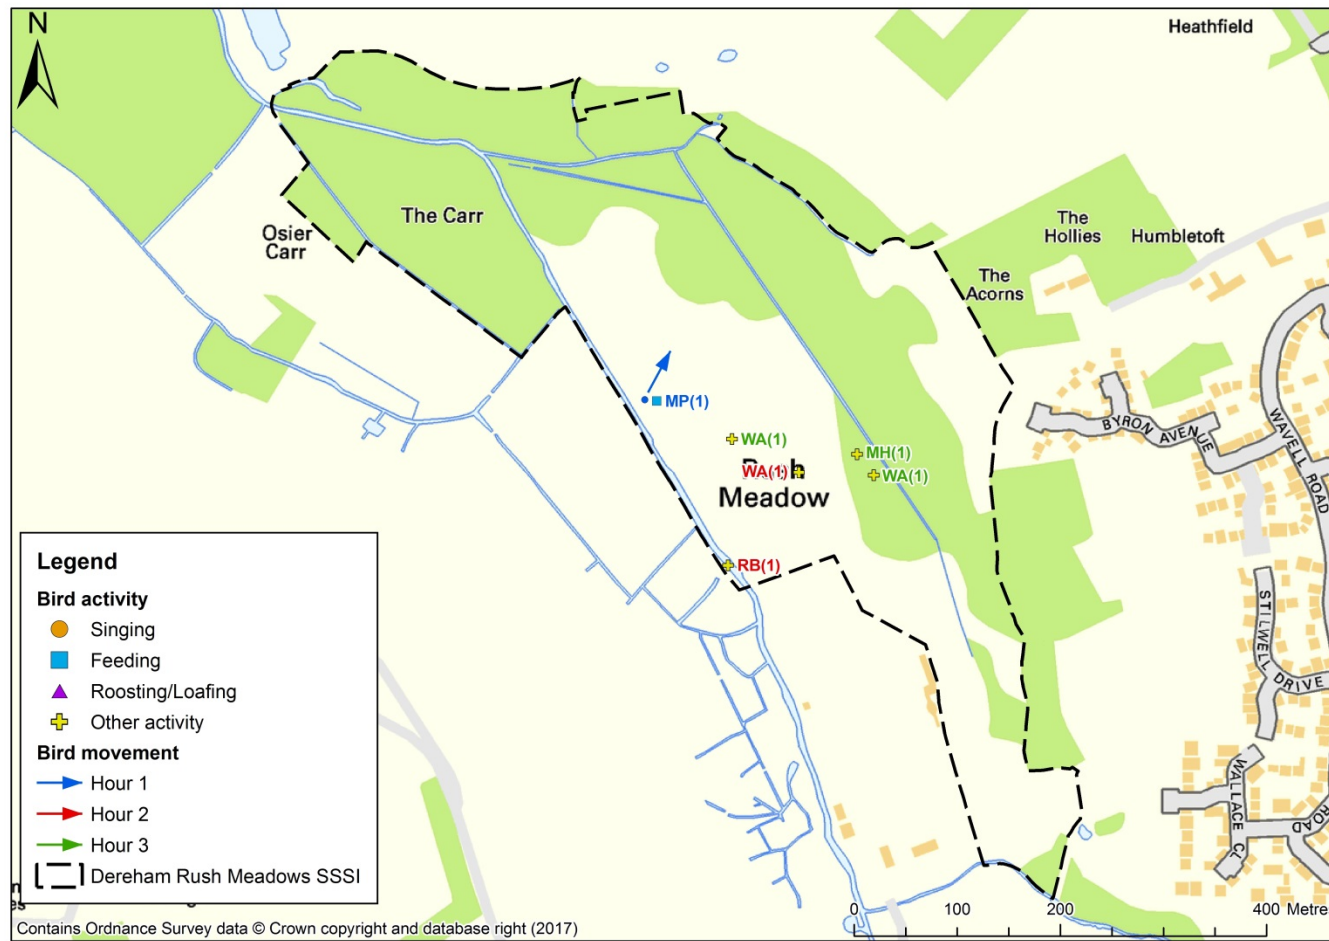 N
Heathfield
The Carr
Osier
Carr
The
Hollies
Humbletoft
The
Acorns
BYRON AVENUE
WAVELL ROAD
MP(1)
WA(1)
MH(1)
WA(1)
WA(1)
Meadow
RB(1)
STILWELL DRIVE
WALLACE CL
ROAD
Legend
Bird activity
Singing
Feeding
Roosting/Loafing
Other activity
Bird movement
Hour 1
Hour 2
Hour 3
Dereham Rush Meadows SSSI
0 100 200 400 Metres
Contains Ordnance Survey data © Crown copyright and database right (2017)